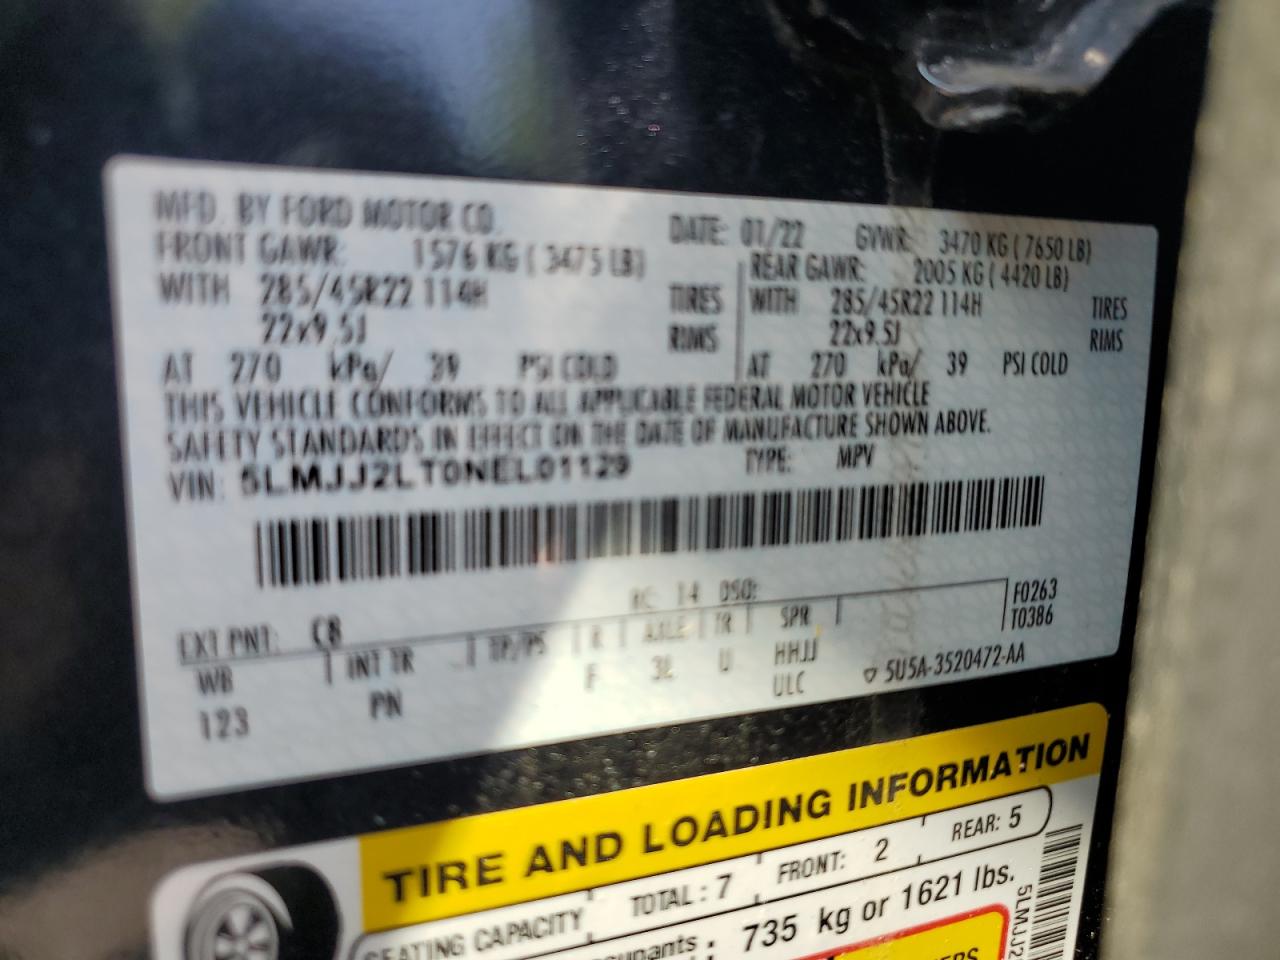 MFD. BY FORD MOTOR CO.
DATE: 01/22 GVWR: 3470 KG ( 7650 LB)
FRONT GAWR: 1576 KG ( 3475 LB)
REAR GAWR: 2005 KG ( 4420 LB)
WITH 285/45R22 114H TIRES
WITH 285/45R22 114H TIRES
22x9.5J RIMS
22x9.5J RIMS
AT 270 kPa/ 39 PSI COLD
AT 270 kPa/ 39 PSI COLD
THIS VEHICLE CONFORMS TO ALL APPLICABLE FEDERAL MOTOR VEHICLE
SAFETY STANDARDS IN EFFECT ON THE DATE OF MANUFACTURE SHOWN ABOVE.
VIN: 5LMJJ2LT0NEL01129 TYPE: MPV
F0263
T0386
EXT PNT: C8 RC: 14 DSO:
WB INT TR TP/PS R AXLE TR SPR
123 PN F 3L U HHJJ
ULC
5U5A-3520472-AA
TIRE AND LOADING INFORMATION
SEATING CAPACITY TOTAL : 7 FRONT: 2 REAR: 5
735 kg or 1621 lbs.
5LMJJ2